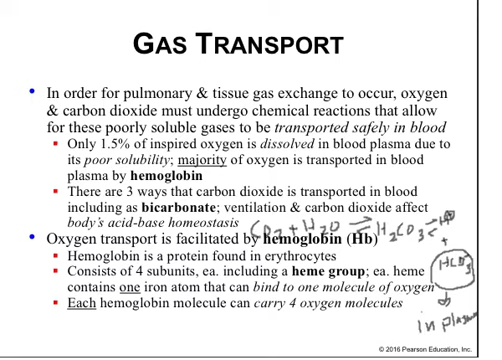 GAS TRANSPORT
• In order for pulmonary & tissue gas exchange to occur, oxygen
& carbon dioxide must undergo chemical reactions that allow
for these poorly soluble gases to be transported safely in blood
▪ Only 1.5% of inspired oxygen is dissolved in blood plasma due to
its poor solubility; majority of oxygen is transported in blood
plasma by hemoglobin
▪ There are 3 ways that carbon dioxide is transported in blood
including as bicarbonate; ventilation & carbon dioxide affect
body's acid-base homeostasis
CO2 + H2O ⇌ H2CO3 ⇌
+
• Oxygen transport is facilitated by hemoglobin (Hb)
HCO3
▪ Hemoglobin is a protein found in erythrocytes
▪ Consists of 4 subunits, ea. including a heme group; ea. heme
contains one iron atom that can bind to one molecule of oxygen
▪ Each hemoglobin molecule can carry 4 oxygen molecules
in plasma
© 2016 Pearson Education, Inc.